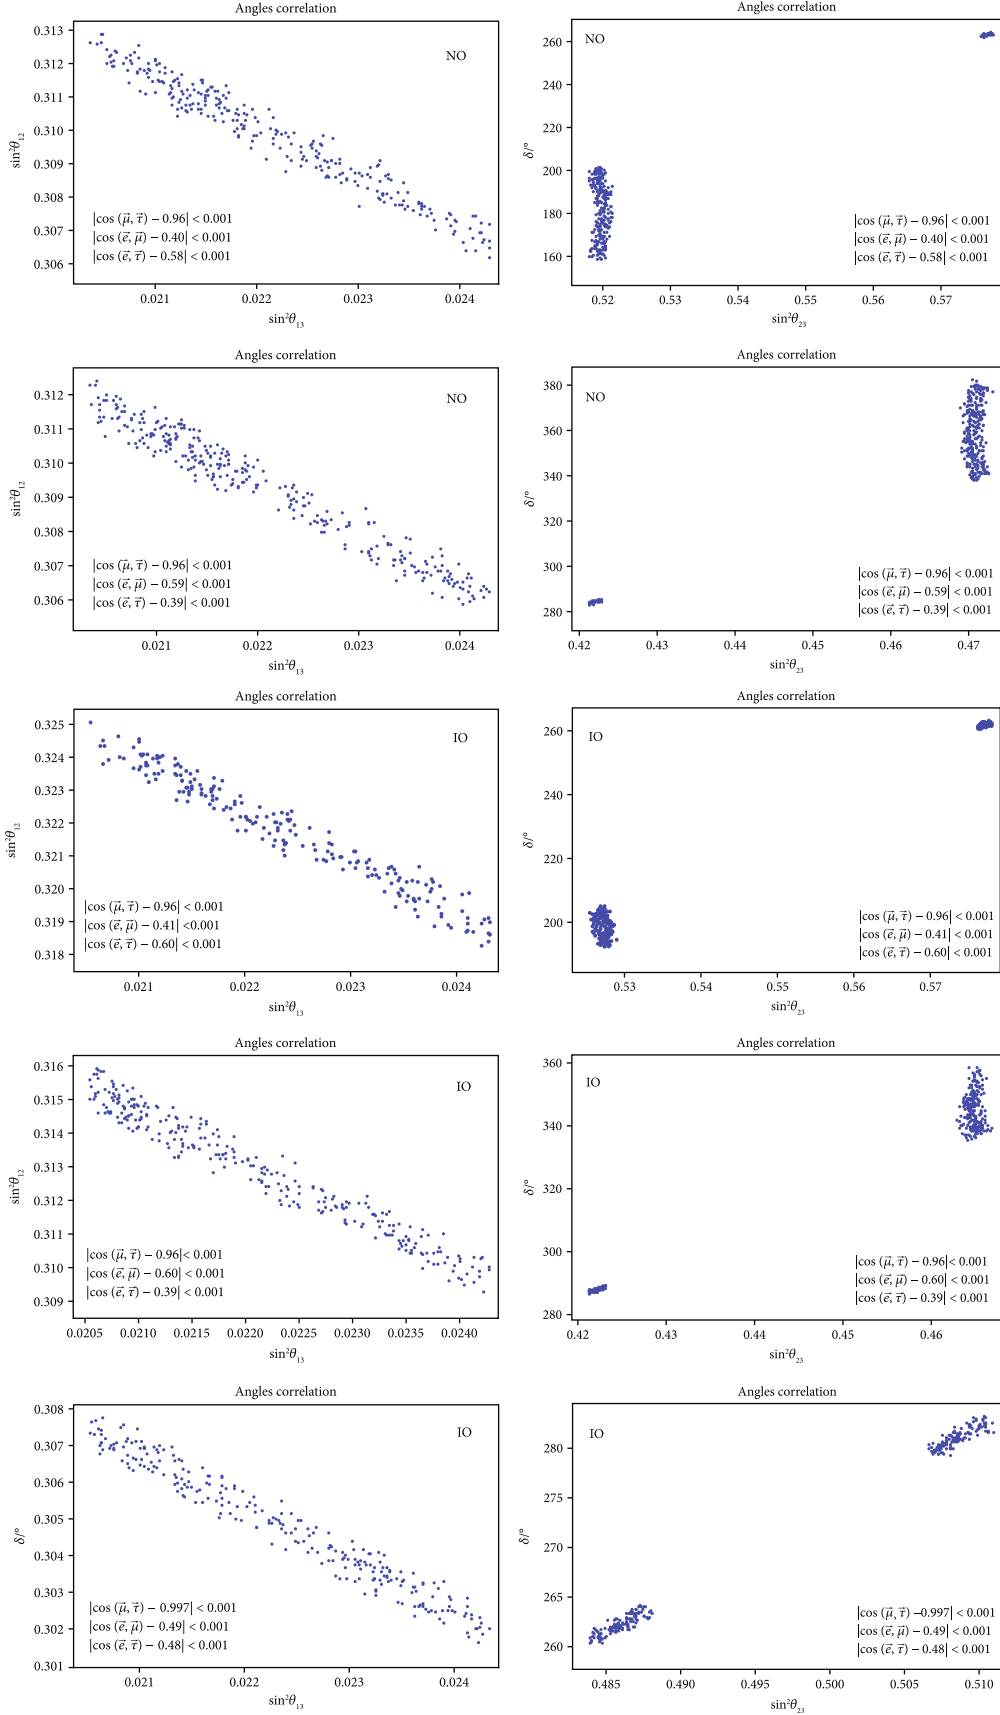 Angles correlation
0.313
0.312
0.311
0.310
0.309
0.308
0.307
0.306
sin²θ₁₂
NO
|cos (μ⃗, τ⃗) − 0.96| < 0.001
|cos (e⃗, μ⃗) − 0.40| < 0.001
|cos (e⃗, τ⃗) − 0.58| < 0.001
0.021 0.022 0.023 0.024
sin²θ₁₃
Angles correlation
260
240
220
200
180
160
δ/°
NO
|cos (μ⃗, τ⃗) − 0.96| < 0.001
|cos (e⃗, μ⃗) − 0.40| < 0.001
|cos (e⃗, τ⃗) − 0.58| < 0.001
0.52 0.53 0.54 0.55 0.56 0.57
sin²θ₂₃
Angles correlation
0.312
0.311
0.310
0.309
0.308
0.307
0.306
sin²θ₁₂
NO
|cos (μ⃗, τ⃗) − 0.96| < 0.001
|cos (e⃗, μ⃗) − 0.59| < 0.001
|cos (e⃗, τ⃗) − 0.39| < 0.001
0.021 0.022 0.023 0.024
sin²θ₁₃
Angles correlation
380
360
340
320
300
280
δ/°
NO
|cos (μ⃗, τ⃗) − 0.96| < 0.001
|cos (e⃗, μ⃗) − 0.59| < 0.001
|cos (e⃗, τ⃗) − 0.39| < 0.001
0.42 0.43 0.44 0.45 0.46 0.47
sin²θ₂₃
Angles correlation
0.325
0.324
0.323
0.322
0.321
0.320
0.319
0.318
sin²θ₁₂
IO
|cos (μ⃗, τ⃗) − 0.96| < 0.001
|cos (e⃗, μ⃗) − 0.41| <0.001
|cos (e⃗, τ⃗) − 0.60| < 0.001
0.021 0.022 0.023 0.024
sin²θ₁₃
Angles correlation
260
240
220
200
δ/°
IO
|cos (μ⃗, τ⃗) − 0.96| < 0.001
|cos (e⃗, μ⃗) − 0.41| < 0.001
|cos (e⃗, τ⃗) − 0.60| < 0.001
0.53 0.54 0.55 0.56 0.57
sin²θ₂₃
Angles correlation
0.316
0.315
0.314
0.313
0.312
0.311
0.310
0.309
sin²θ₁₂
IO
|cos (μ⃗, τ⃗) − 0.96|< 0.001
|cos (e⃗, μ⃗) − 0.60| < 0.001
|cos (e⃗, τ⃗) − 0.39| < 0.001
0.0205 0.0210 0.0215 0.0220 0.0225 0.0230 0.0235 0.0240
sin²θ₁₃
Angles correlation
360
340
320
300
280
δ/°
IO
|cos (μ⃗, τ⃗) − 0.96| < 0.001
|cos (e⃗, μ⃗) − 0.60| < 0.001
|cos (e⃗, τ⃗) − 0.39| < 0.001
0.42 0.43 0.44 0.45 0.46
sin²θ₂₃
Angles correlation
0.308
0.307
0.306
0.305
0.304
0.303
0.302
0.301
δ/°
IO
|cos (μ⃗, τ⃗) − 0.997| < 0.001
|cos (e⃗, μ⃗) − 0.49| < 0.001
|cos (e⃗, τ⃗) − 0.48| < 0.001
0.021 0.022 0.023 0.024
sin²θ₁₃
Angles correlation
280
275
270
265
260
δ/°
IO
|cos (μ⃗, τ⃗) −0.997| < 0.001
|cos (e⃗, μ⃗) − 0.49| < 0.001
|cos (e⃗, τ⃗) − 0.48| < 0.001
0.485 0.490 0.495 0.500 0.505 0.510
sin²θ₂₃